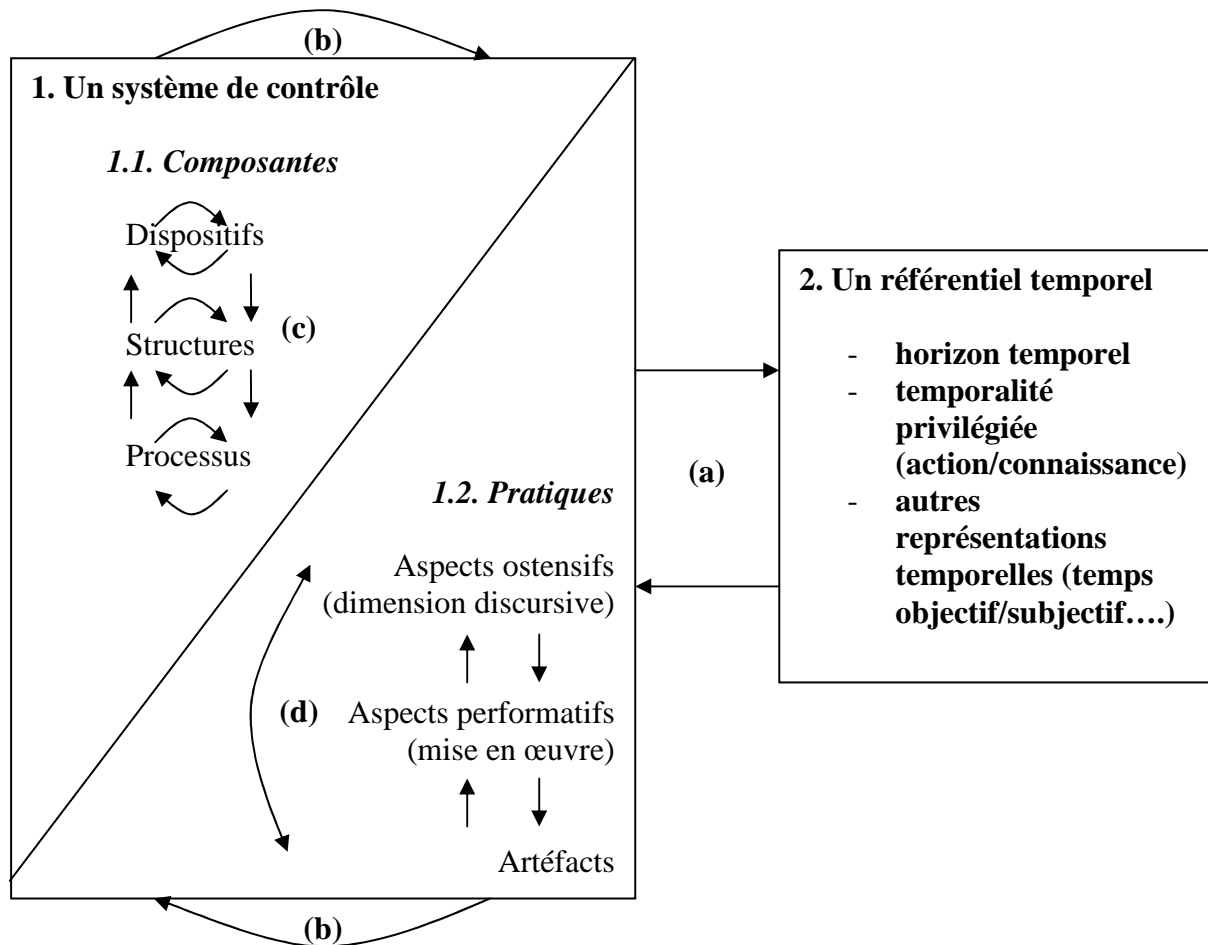 (b)
1. Un système de contrôle
1.1. Composantes
Dispositifs
Structures
(c)
Processus
1.2. Pratiques
Aspects ostensifs
(dimension discursive)
(d)
Aspects performatifs
(mise en œuvre)
Artéfacts
(b)
(a)
2. Un référentiel temporel
- horizon temporel
- temporalité
privilégiée
(action/connaissance)
- autres
représentations
temporelles (temps
objectif/subjectif….)